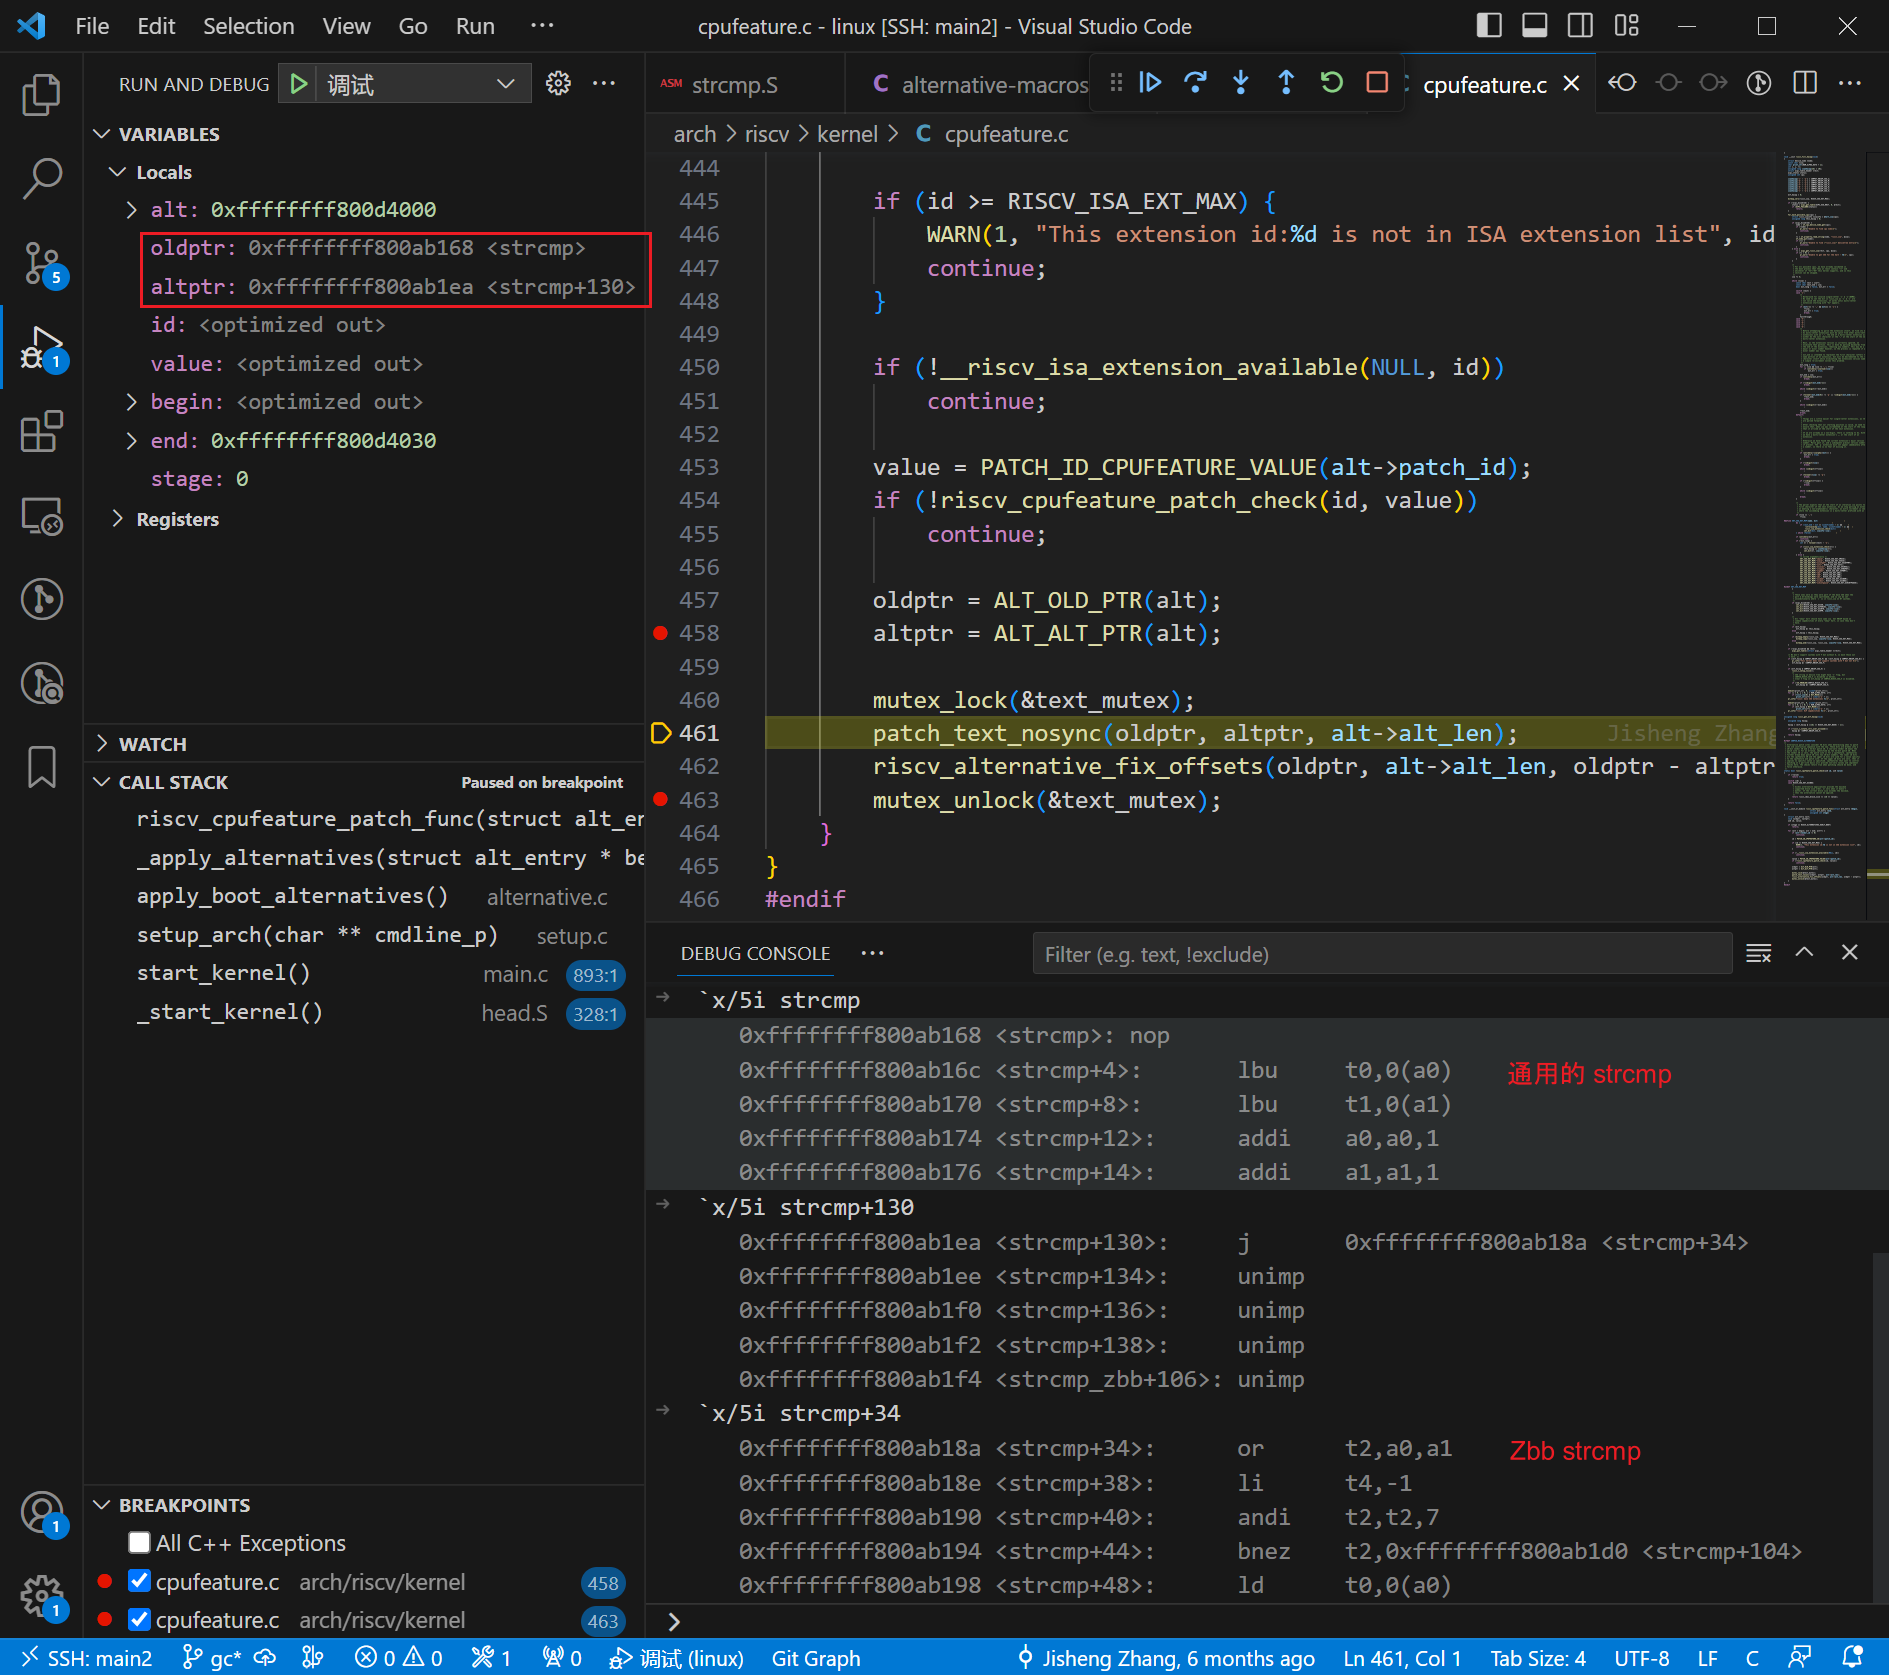 File Edit Selection View Go Run ···
cpufeature.c - linux [SSH: main2] - Visual Studio Code
RUN AND DEBUG 调试 ···
VARIABLES
Locals
alt: 0xffffffff800d4000
oldptr: 0xffffffff800ab168 <strcmp>
altptr: 0xffffffff800ab1ea <strcmp+130>
id: <optimized out>
value: <optimized out>
begin: <optimized out>
end: 0xffffffff800d4030
stage: 0
Registers
WATCH
CALL STACK Paused on breakpoint
riscv_cpufeature_patch_func(struct alt_er
_apply_alternatives(struct alt_entry * be
apply_boot_alternatives() alternative.c
setup_arch(char ** cmdline_p) setup.c
start_kernel() main.c 893:1
_start_kernel() head.S 328:1
BREAKPOINTS
All C++ Exceptions
cpufeature.c arch/riscv/kernel 458
cpufeature.c arch/riscv/kernel 463
5
1
1
1
ASM strcmp.S
C alternative-macros
cpufeature.c
arch > riscv > kernel > C cpufeature.c
444
445 if (id >= RISCV_ISA_EXT_MAX) {
446 WARN(1, "This extension id:%d is not in ISA extension list", id
447 continue;
448 }
449
450 if (!__riscv_isa_extension_available(NULL, id))
451 continue;
452
453 value = PATCH_ID_CPUFEATURE_VALUE(alt->patch_id);
454 if (!riscv_cpufeature_patch_check(id, value))
455 continue;
456
457 oldptr = ALT_OLD_PTR(alt);
458 altptr = ALT_ALT_PTR(alt);
459
460 mutex_lock(&text_mutex);
461 patch_text_nosync(oldptr, altptr, alt->alt_len); Jisheng Zhang
462 riscv_alternative_fix_offsets(oldptr, alt->alt_len, oldptr - altptr
463 mutex_unlock(&text_mutex);
464 }
465 }
466 #endif
DEBUG CONSOLE ··· Filter (e.g. text, !exclude)
→ `x/5i strcmp
0xffffffff800ab168 <strcmp>: nop
0xffffffff800ab16c <strcmp+4>: lbu t0,0(a0) 通用的 strcmp
0xffffffff800ab170 <strcmp+8>: lbu t1,0(a1)
0xffffffff800ab174 <strcmp+12>: addi a0,a0,1
0xffffffff800ab176 <strcmp+14>: addi a1,a1,1
→ `x/5i strcmp+130
0xffffffff800ab1ea <strcmp+130>: j 0xffffffff800ab18a <strcmp+34>
0xffffffff800ab1ee <strcmp+134>: unimp
0xffffffff800ab1f0 <strcmp+136>: unimp
0xffffffff800ab1f2 <strcmp+138>: unimp
0xffffffff800ab1f4 <strcmp_zbb+106>: unimp
→ `x/5i strcmp+34
0xffffffff800ab18a <strcmp+34>: or t2,a0,a1 Zbb strcmp
0xffffffff800ab18e <strcmp+38>: li t4,-1
0xffffffff800ab190 <strcmp+40>: andi t2,t2,7
0xffffffff800ab194 <strcmp+44>: bnez t2,0xffffffff800ab1d0 <strcmp+104>
0xffffffff800ab198 <strcmp+48>: ld t0,0(a0)
SSH: main2 gc* 0 0 1 0 调试 (linux) Git Graph Jisheng Zhang, 6 months ago Ln 461, Col 1 Tab Size: 4 UTF-8 LF C